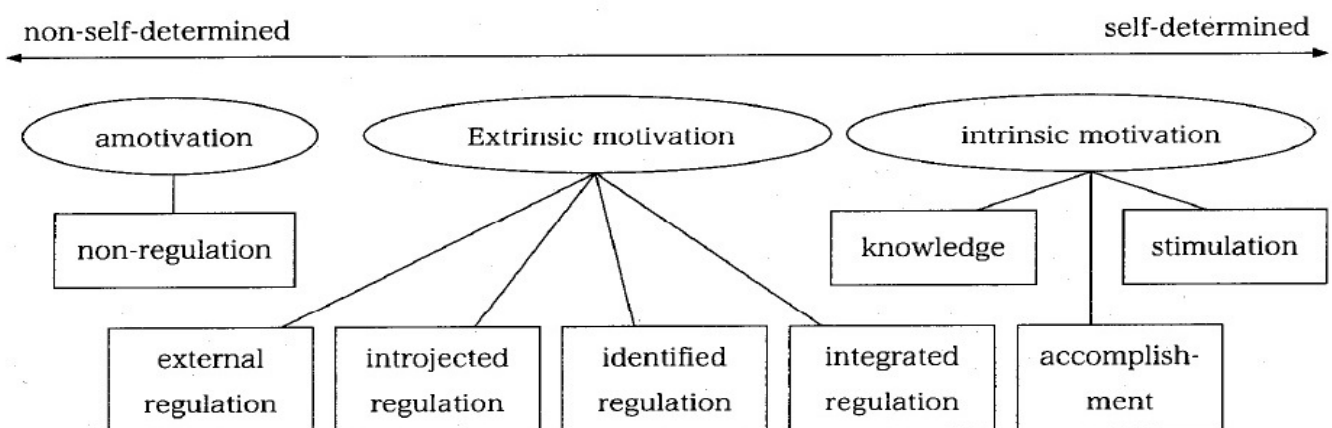 non-self-determined self-determined
amotivation Extrinsic motivation intrinsic motivation
non-regulation knowledge stimulation
external introjected identified integrated accomplish-
regulation regulation regulation regulation ment